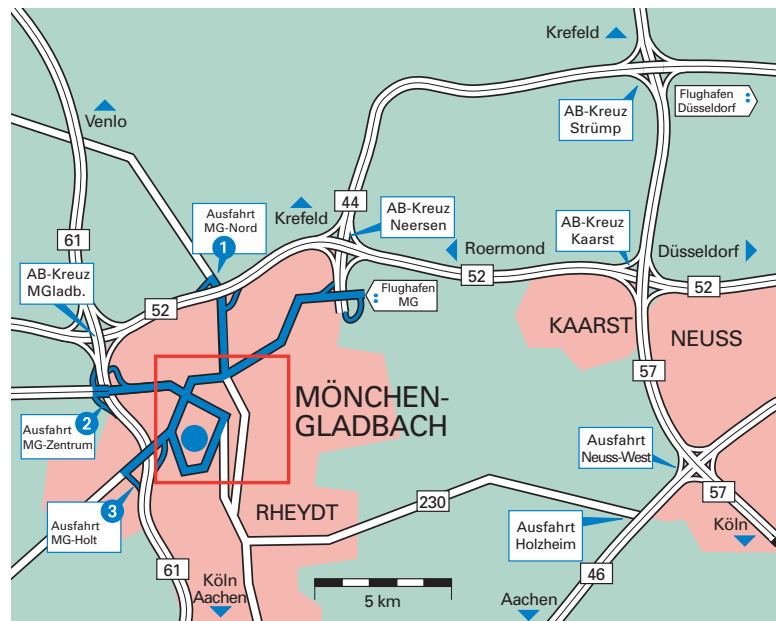 Krefeld
Flughafen
Düsseldorf
AB-Kreuz
Strümp
Venlo
Ausfahrt
MG-Nord
1
Krefeld
44
AB-Kreuz
Neersen
Roermond
AB-Kreuz
Kaarst
Düsseldorf
61
AB-Kreuz
MGladb.
52
52
52
Flughafen
MG
KAARST
NEUSS
57
MÖNCHEN-
GLADBACH
2
Ausfahrt
MG-Zentrum
Ausfahrt
Neuss-West
57
Köln
3
Ausfahrt
MG-Holt
RHEYDT
230
Ausfahrt
Holzheim
61
Köln
Aachen
5 km
46
Aachen